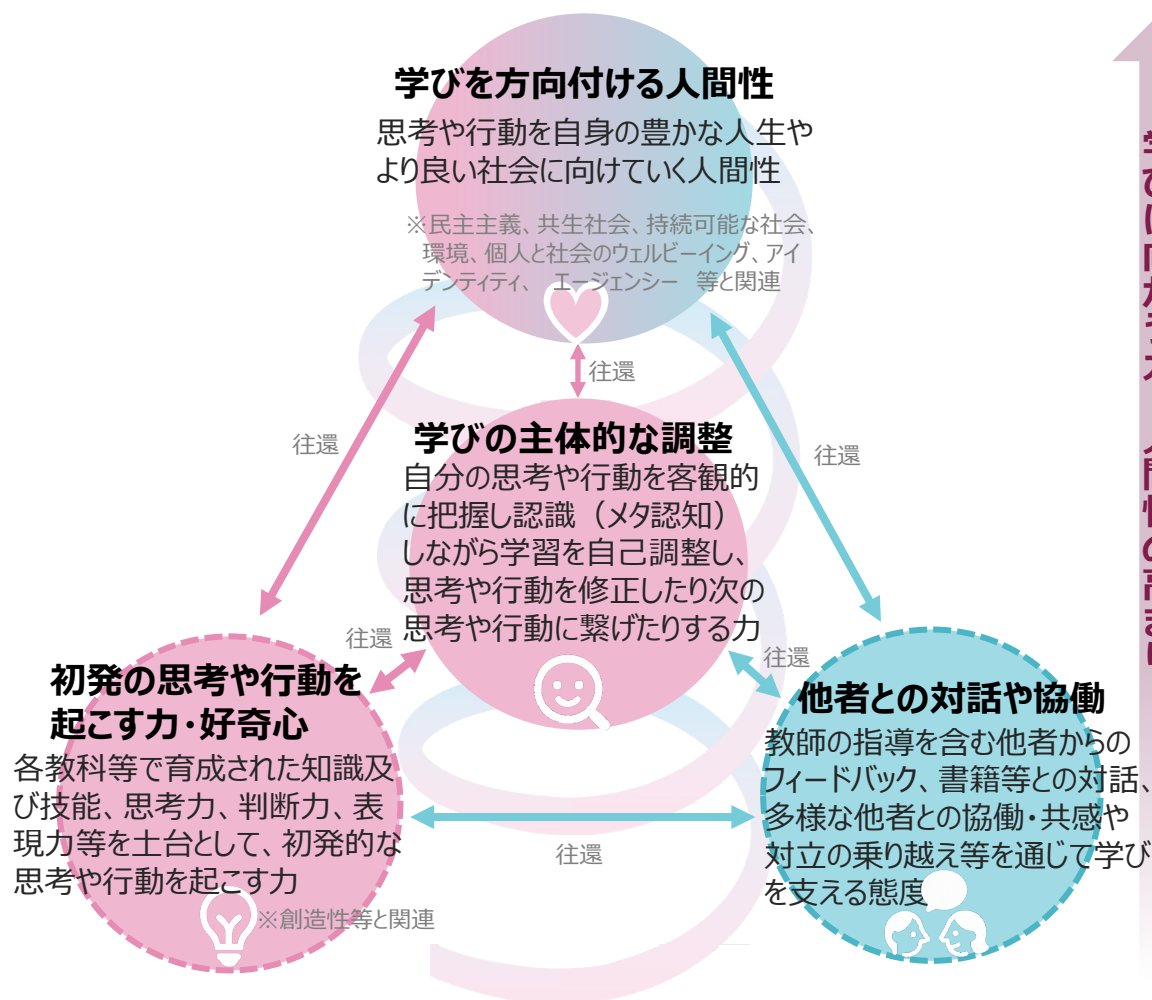 学びを方向付ける人間性
思考や行動を自身の豊かな人生や
より良い社会に向けていく人間性
※民主主義、共生社会、持続可能な社会、
環境、個人と社会のウェルビーイング、アイ
デンティティ、　エージェンシー　等と関連
往還
往還
往還
学びの主体的な調整
自分の思考や行動を客観的
に把握し認識（メタ認知）
しながら学習を自己調整し、
思考や行動を修正したり次の
思考や行動に繋げたりする力
往還
往還
初発の思考や行動を
起こす力・好奇心
各教科等で育成された知識及
び技能、思考力、判断力、表
現力等を土台として、初発的な
思考や行動を起こす力
※創造性等と関連
往還
他者との対話や協働
教師の指導を含む他者からの
フィードバック、書籍等との対話、
多様な他者との協働・共感や
対立の乗り越え等を通じて学び
を支える態度